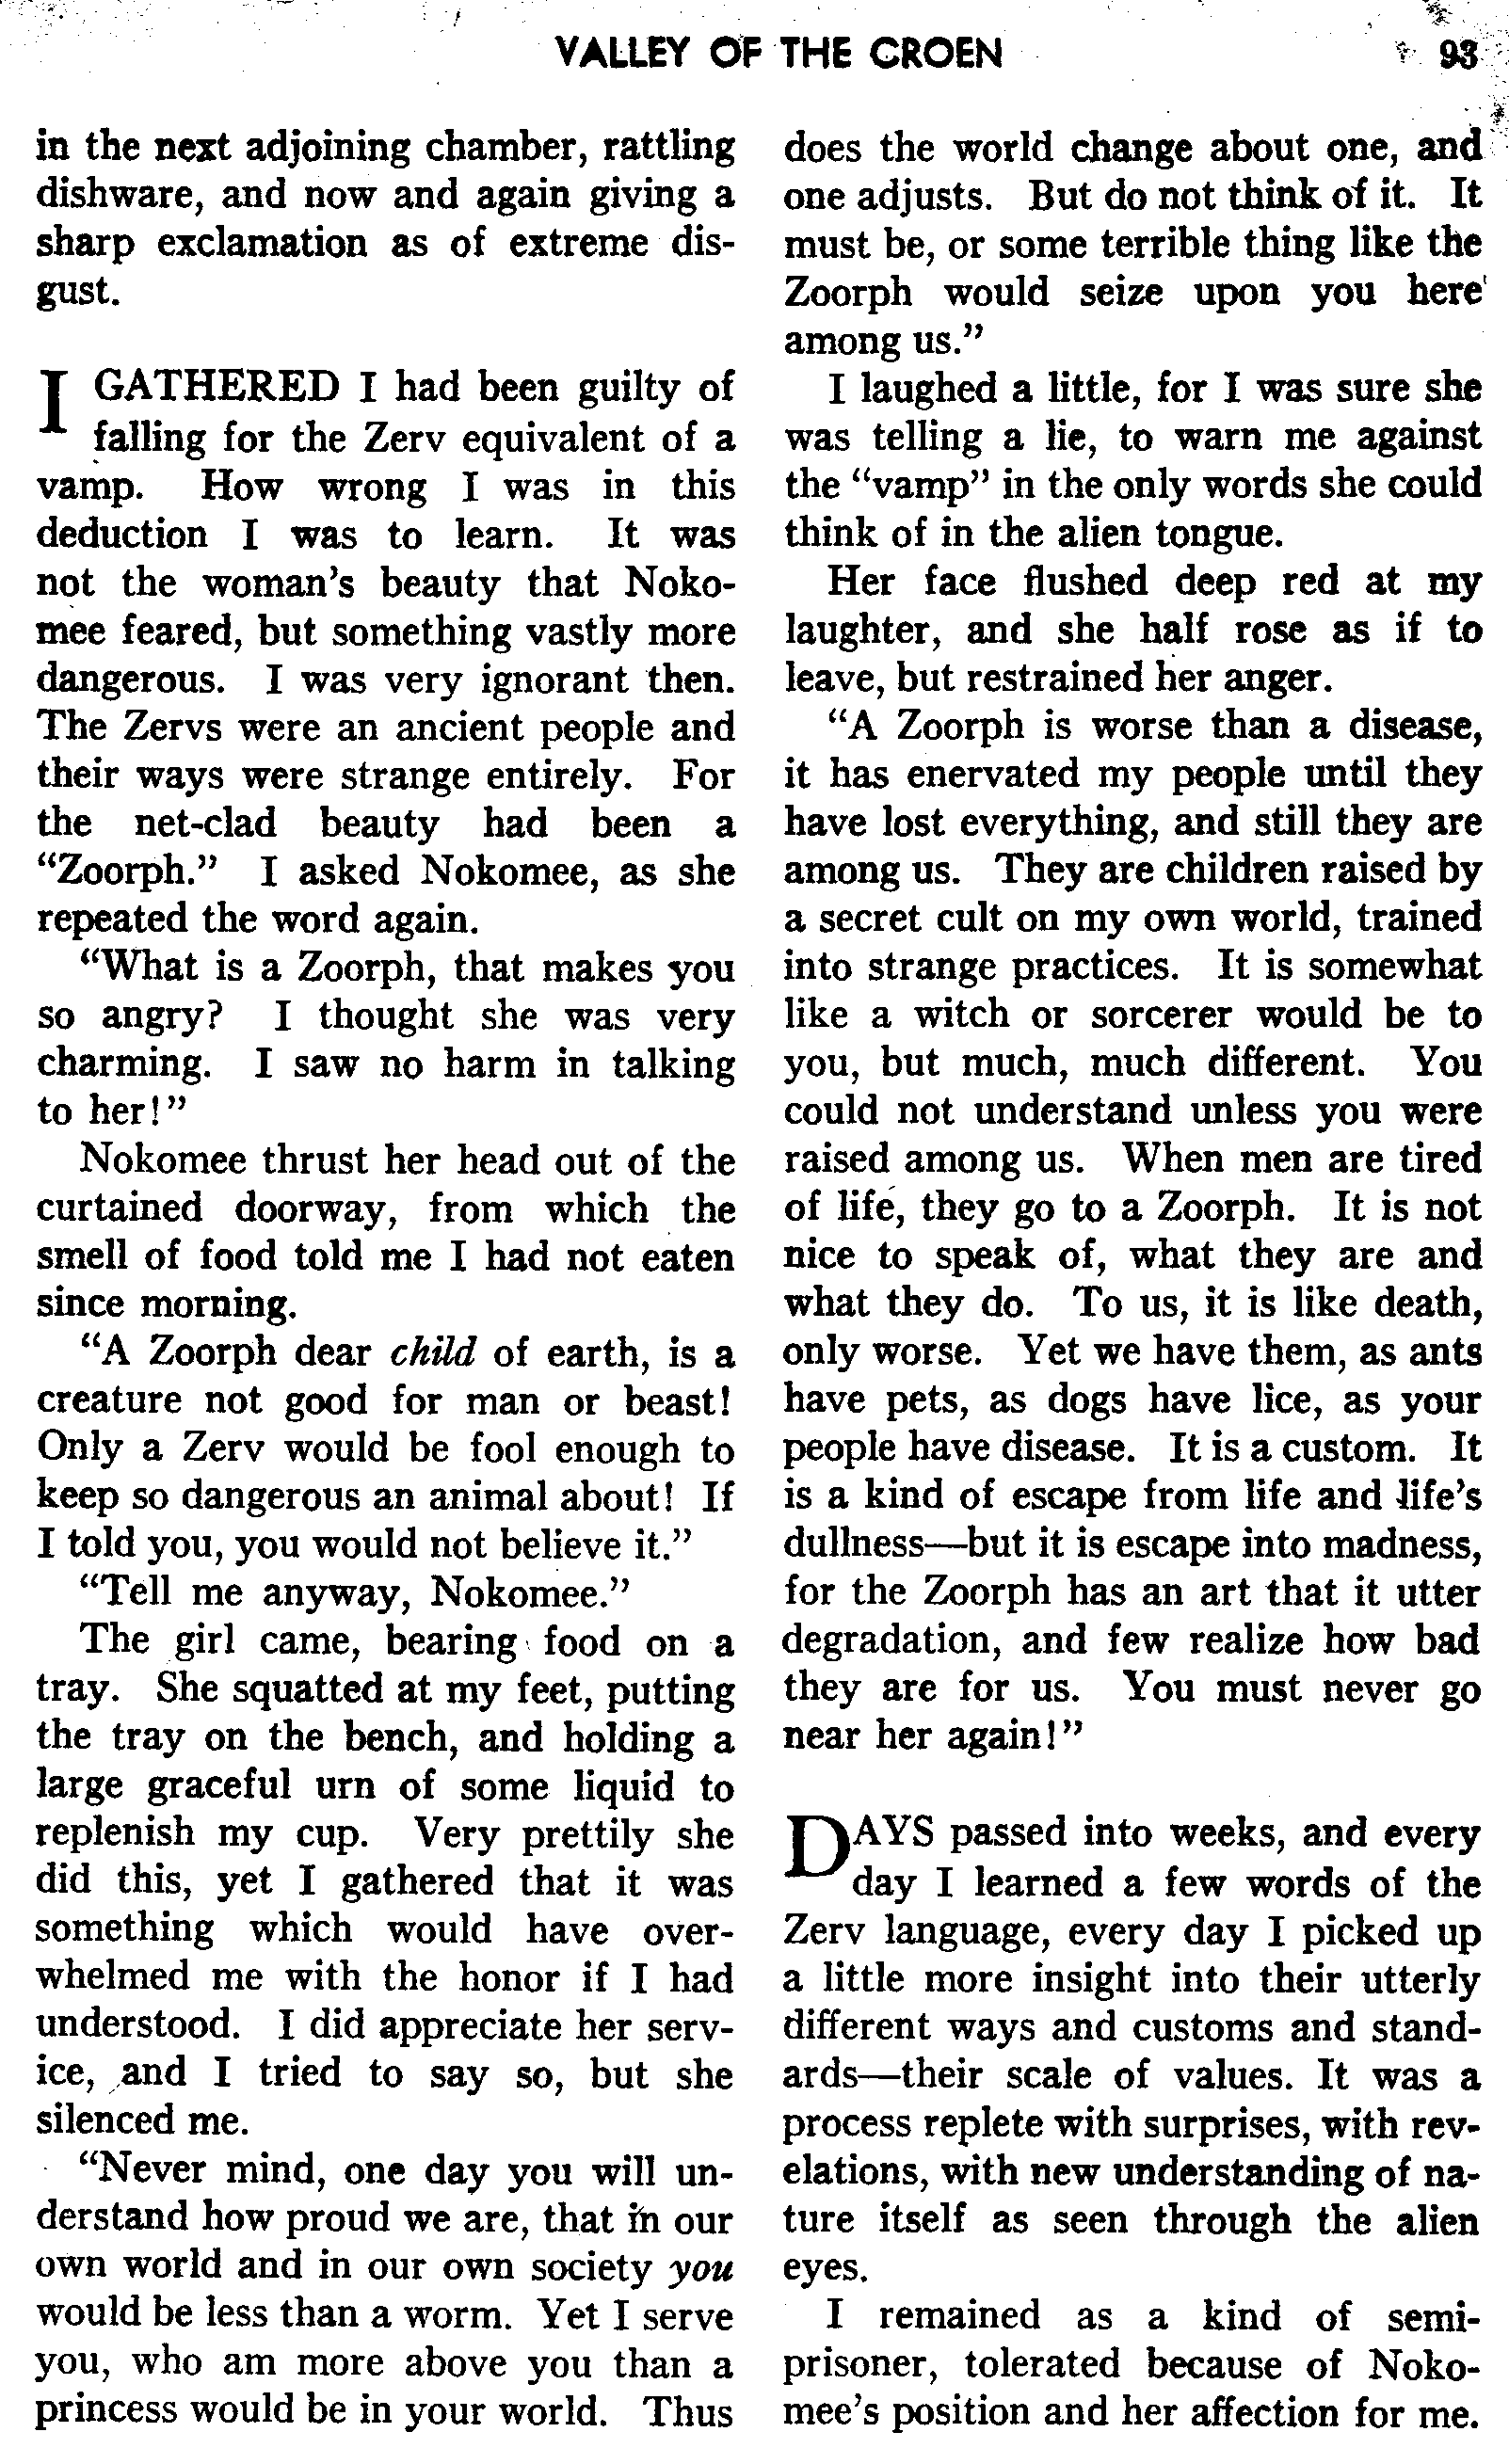 VALLEY OF THE CROEN 93
in the next adjoining chamber, rattling
dishware, and now and again giving a
sharp exclamation as of extreme dis-
gust.
I GATHERED I had been guilty of
falling for the Zerv equivalent of a
vamp. How wrong I was in this
deduction I was to learn. It was
not the woman's beauty that Noko-
mee feared, but something vastly more
dangerous. I was very ignorant then.
The Zervs were an ancient people and
their ways were strange entirely. For
the net-clad beauty had been a
"Zoorph." I asked Nokomee, as she
repeated the word again.
"What is a Zoorph, that makes you
so angry? I thought she was very
charming. I saw no harm in talking
to her!"
Nokomee thrust her head out of the
curtained doorway, from which the
smell of food told me I had not eaten
since morning.
"A Zoorph dear child of earth, is a
creature not good for man or beast!
Only a Zerv would be fool enough to
keep so dangerous an animal about! If
I told you, you would not believe it."
"Tell me anyway, Nokomee."
The girl came, bearing food on a
tray. She squatted at my feet, putting
the tray on the bench, and holding a
large graceful urn of some liquid to
replenish my cup. Very prettily she
did this, yet I gathered that it was
something which would have over-
whelmed me with the honor if I had
understood. I did appreciate her serv-
ice, and I tried to say so, but she
silenced me.
"Never mind, one day you will un-
derstand how proud we are, that in our
own world and in our own society you
would be less than a worm. Yet I serve
you, who am more above you than a
princess would be in your world. Thus
does the world change about one, and
one adjusts. But do not think of it. It
must be, or some terrible thing like the
Zoorph would seize upon you here
among us."
I laughed a little, for I was sure she
was telling a lie, to warn me against
the "vamp" in the only words she could
think of in the alien tongue.
Her face flushed deep red at my
laughter, and she half rose as if to
leave, but restrained her anger.
"A Zoorph is worse than a disease,
it has enervated my people until they
have lost everything, and still they are
among us. They are children raised by
a secret cult on my own world, trained
into strange practices. It is somewhat
like a witch or sorcerer would be to
you, but much, much different. You
could not understand unless you were
raised among us. When men are tired
of life, they go to a Zoorph. It is not
nice to speak of, what they are and
what they do. To us, it is like death,
only worse. Yet we have them, as ants
have pets, as dogs have lice, as your
people have disease. It is a custom. It
is a kind of escape from life and life's
dullness—but it is escape into madness,
for the Zoorph has an art that it utter
degradation, and few realize how bad
they are for us. You must never go
near her again!"
DAYS passed into weeks, and every
day I learned a few words of the
Zerv language, every day I picked up
a little more insight into their utterly
different ways and customs and stand-
ards—their scale of values. It was a
process replete with surprises, with rev-
elations, with new understanding of na-
ture itself as seen through the alien
eyes.
I remained as a kind of semi-
prisoner, tolerated because of Noko-
mee's position and her affection for me.